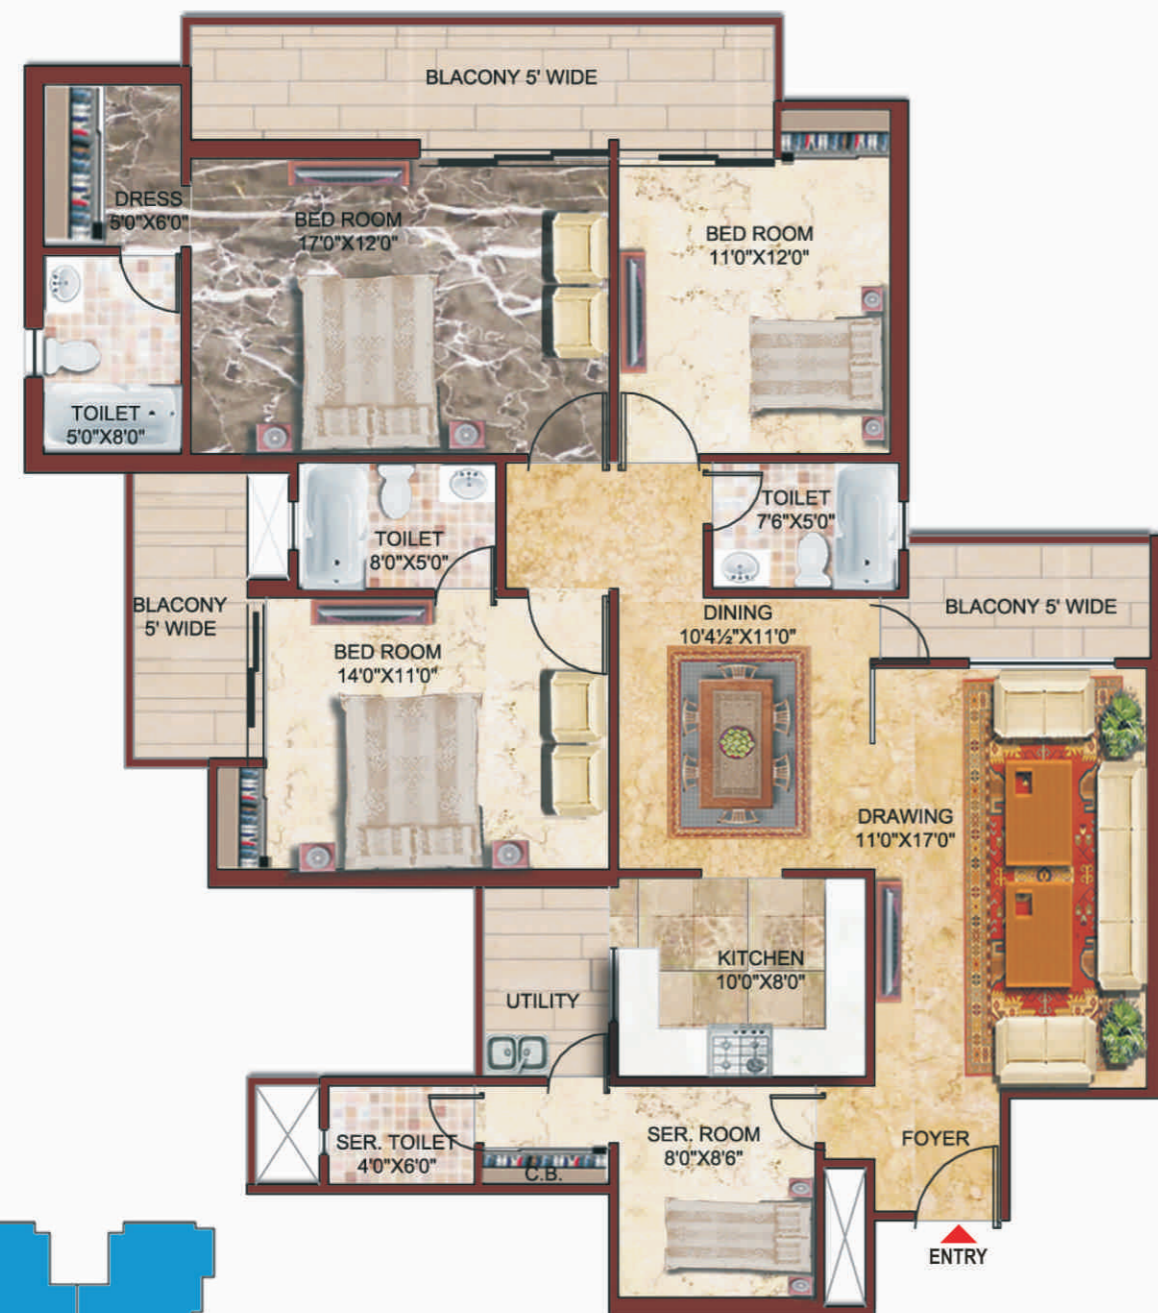 BLACONY 5' WIDE
DRESS
5'0"X6'0"
BED ROOM
17'0"X12'0"
BED ROOM
11'0"X12'0"
TOILET
5'0"X8'0"
TOILET
8'0"X5'0"
TOILET
7'6"X5'0"
BLACONY
5' WIDE
DINING
10'4½"X11'0"
BLACONY 5' WIDE
BED ROOM
14'0"X11'0"
DRAWING
11'0"X17'0"
KITCHEN
10'0"X8'0"
UTILITY
SER. TOILET
4'0"X6'0"
C.B.
SER. ROOM
8'0"X8'6"
FOYER
ENTRY